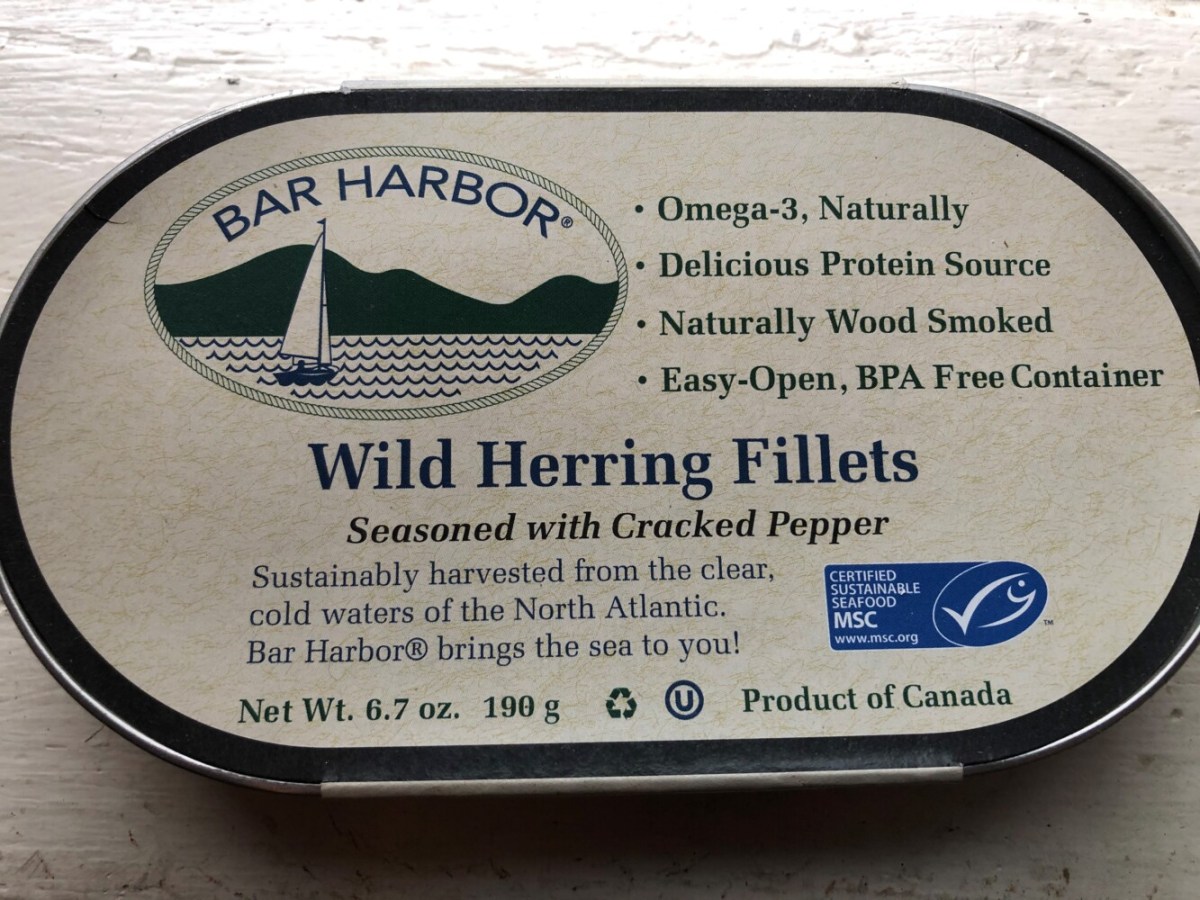 BAR HARBOR®
• Omega-3, Naturally
• Delicious Protein Source
• Naturally Wood Smoked
• Easy-Open, BPA Free Container
Wild Herring Fillets
Seasoned with Cracked Pepper
Sustainably harvested from the clear,
cold waters of the North Atlantic.
Bar Harbor® brings the sea to you!
CERTIFIED
SUSTAINABLE
SEAFOOD
MSC
www.msc.org
TM
Net Wt. 6.7 oz. 190 g
U
Product of Canada